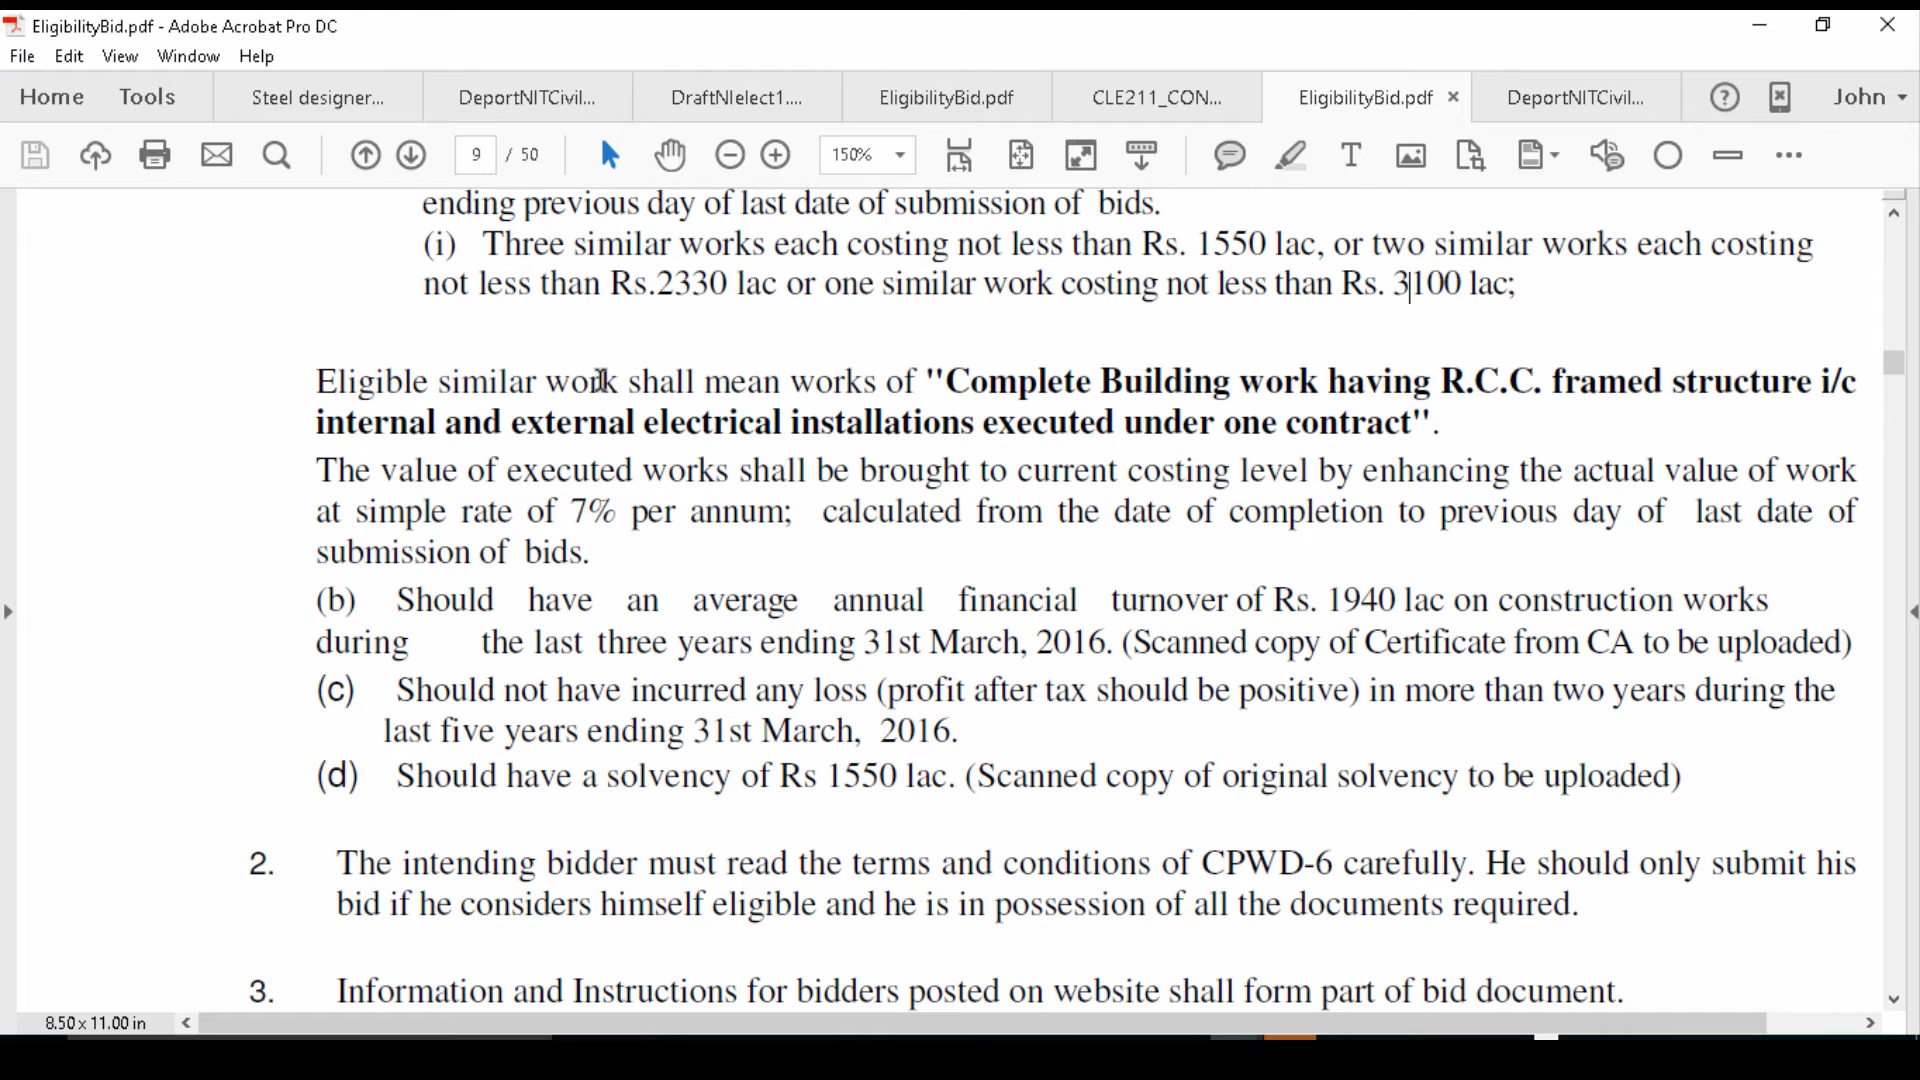 EligibilityBid.pdf - Adobe Acrobat Pro DC
File Edit View Window Help
Home Tools Steel designer... DeportNITCivil... DraftNIelect1.... EligibilityBid.pdf CLE211_CON... EligibilityBid.pdf DeportNITCivil... John
9 / 50 150%
ending previous day of last date of submission of bids.
(i) Three similar works each costing not less than Rs. 1550 lac, or two similar works each costing
not less than Rs.2330 lac or one similar work costing not less than Rs. 3100 lac;
Eligible similar work shall mean works of "Complete Building work having R.C.C. framed structure i/c
internal and external electrical installations executed under one contract".
The value of executed works shall be brought to current costing level by enhancing the actual value of work
at simple rate of 7% per annum; calculated from the date of completion to previous day of last date of
submission of bids.
(b) Should have an average annual financial turnover of Rs. 1940 lac on construction works
during the last three years ending 31st March, 2016. (Scanned copy of Certificate from CA to be uploaded)
(c) Should not have incurred any loss (profit after tax should be positive) in more than two years during the
last five years ending 31st March, 2016.
(d) Should have a solvency of Rs 1550 lac. (Scanned copy of original solvency to be uploaded)
2. The intending bidder must read the terms and conditions of CPWD-6 carefully. He should only submit his
bid if he considers himself eligible and he is in possession of all the documents required.
3. Information and Instructions for bidders posted on website shall form part of bid document.
8.50 x 11.00 in